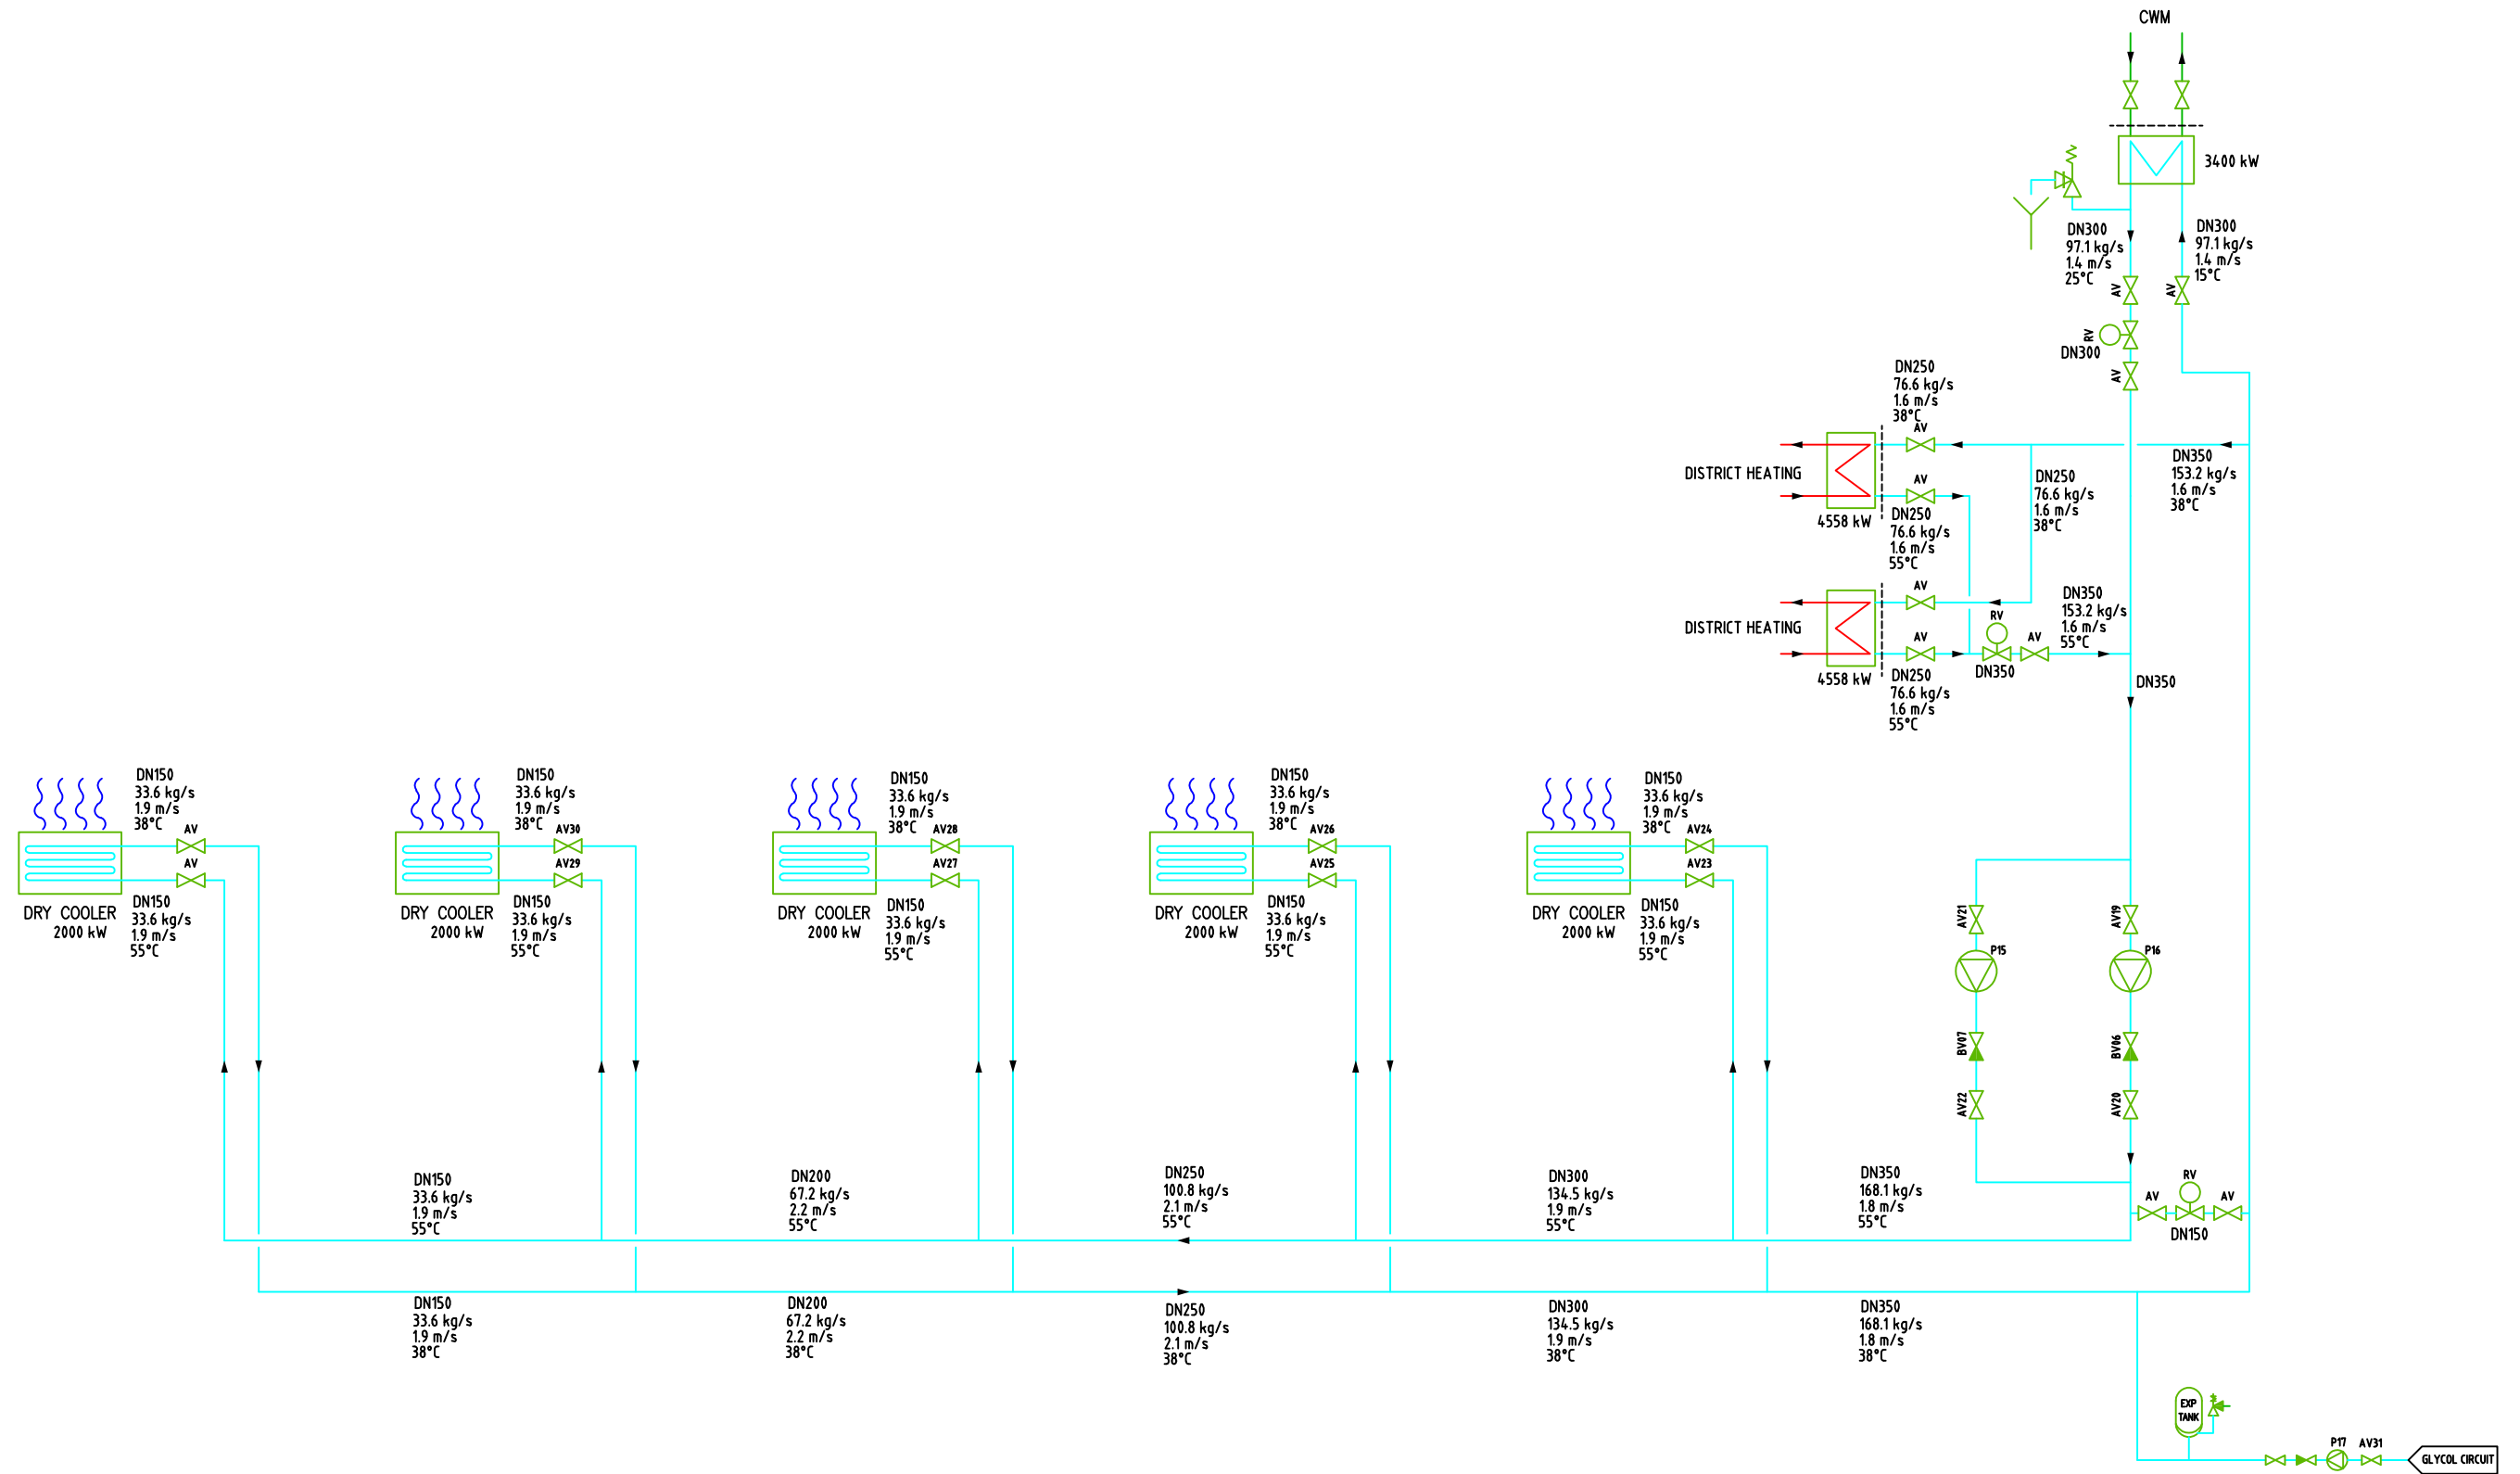 CWM
3400 kW
DN300
97.1 kg/s
1.4 m/s
25°C
DN300
97.1 kg/s
1.4 m/s
15°C
AV
AV
RV
DN300
AV
DN250
76.6 kg/s
1.6 m/s
38°C
AV
DISTRICT HEATING
AV
4558 kW
DN250
76.6 kg/s
1.6 m/s
55°C
DN250
76.6 kg/s
1.6 m/s
38°C
DN350
153.2 kg/s
1.6 m/s
38°C
AV
DISTRICT HEATING
AV
4558 kW
DN250
76.6 kg/s
1.6 m/s
55°C
RV
DN350
AV
DN350
153.2 kg/s
1.6 m/s
55°C
DN350
DN150
33.6 kg/s
1.9 m/s
38°C
AV
AV
DRY COOLER
2000 kW
DN150
33.6 kg/s
1.9 m/s
55°C
DN150
33.6 kg/s
1.9 m/s
38°C
AV30
AV29
DRY COOLER
2000 kW
DN150
33.6 kg/s
1.9 m/s
55°C
DN150
33.6 kg/s
1.9 m/s
38°C
AV28
AV27
DRY COOLER
2000 kW
DN150
33.6 kg/s
1.9 m/s
55°C
DN150
33.6 kg/s
1.9 m/s
38°C
AV26
AV25
DRY COOLER
2000 kW
DN150
33.6 kg/s
1.9 m/s
55°C
DN150
33.6 kg/s
1.9 m/s
38°C
AV24
AV23
DRY COOLER
2000 kW
DN150
33.6 kg/s
1.9 m/s
55°C
AV21
P15
BV07
AV22
AV19
P16
BV06
AV20
AV
RV
AV
DN150
DN150
33.6 kg/s
1.9 m/s
55°C
DN200
67.2 kg/s
2.2 m/s
55°C
DN250
100.8 kg/s
2.1 m/s
55°C
DN300
134.5 kg/s
1.9 m/s
55°C
DN350
168.1 kg/s
1.8 m/s
55°C
DN150
33.6 kg/s
1.9 m/s
38°C
DN200
67.2 kg/s
2.2 m/s
38°C
DN250
100.8 kg/s
2.1 m/s
38°C
DN300
134.5 kg/s
1.9 m/s
38°C
DN350
168.1 kg/s
1.8 m/s
38°C
EXP
TANK
P17
AV31
GLYCOL CIRCUIT